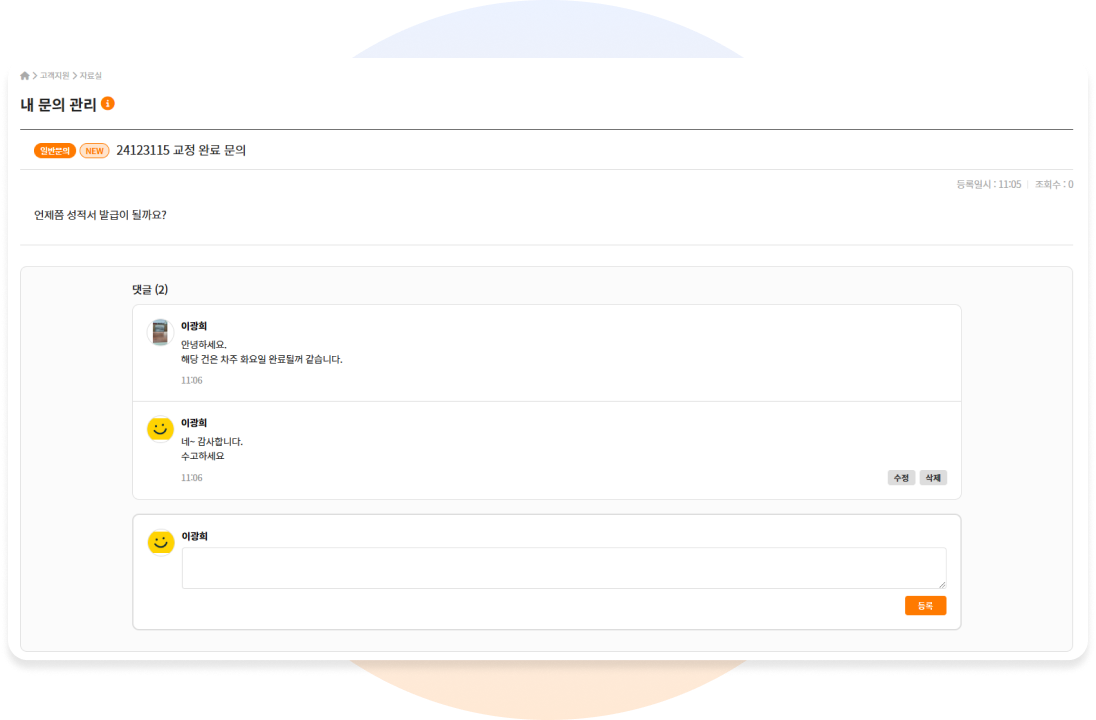 고객지원 > 자료실
내 문의 관리
일반문의 NEW 24123115 교정 완료 문의
등록일시 : 11:05 | 조회수 : 0
언제쯤 성적서 발급이 될까요?
댓글 (2)
이광희
안녕하세요.
해당 건은 차주 화요일 완료될꺼 같습니다.
11:06
이광희
네~ 감사합니다.
수고하세요
11:06
수정 삭제
이광희
등록